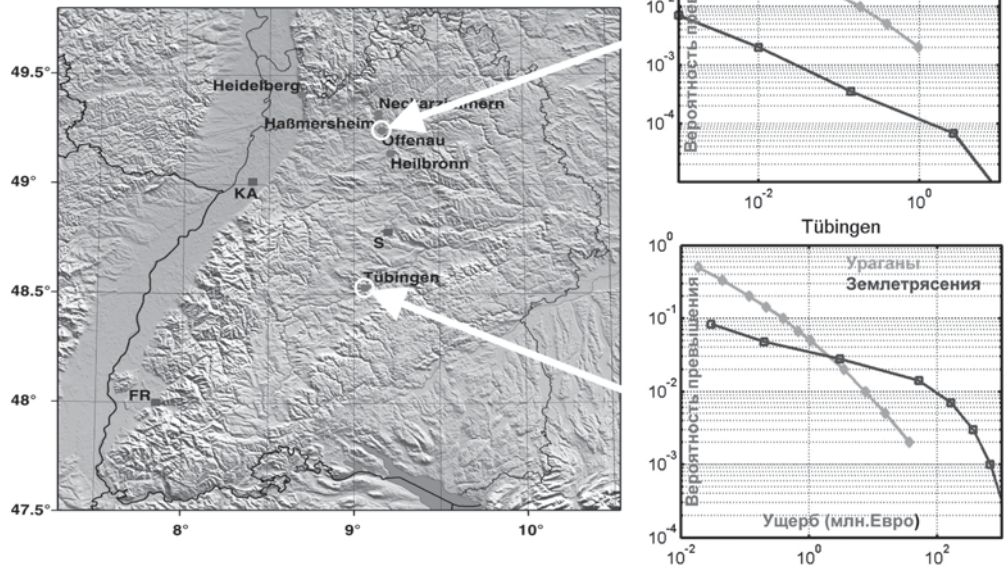 49.5°
49°
48.5°
48°
47.5°
8°
9°
10°
Heidelberg
Neckarzimmern
Haßmersheim
Offenau
Heilbronn
KA
S
Tübingen
FR
10⁻³
10⁻⁴
10⁻²
10⁰
Tübingen
10⁰
10⁻¹
10⁻²
10⁻³
10⁻⁴
Вероятность превышения
Ураганы
Землетрясения
Ущерб (млн.Евро)
10⁻²
10⁰
10²